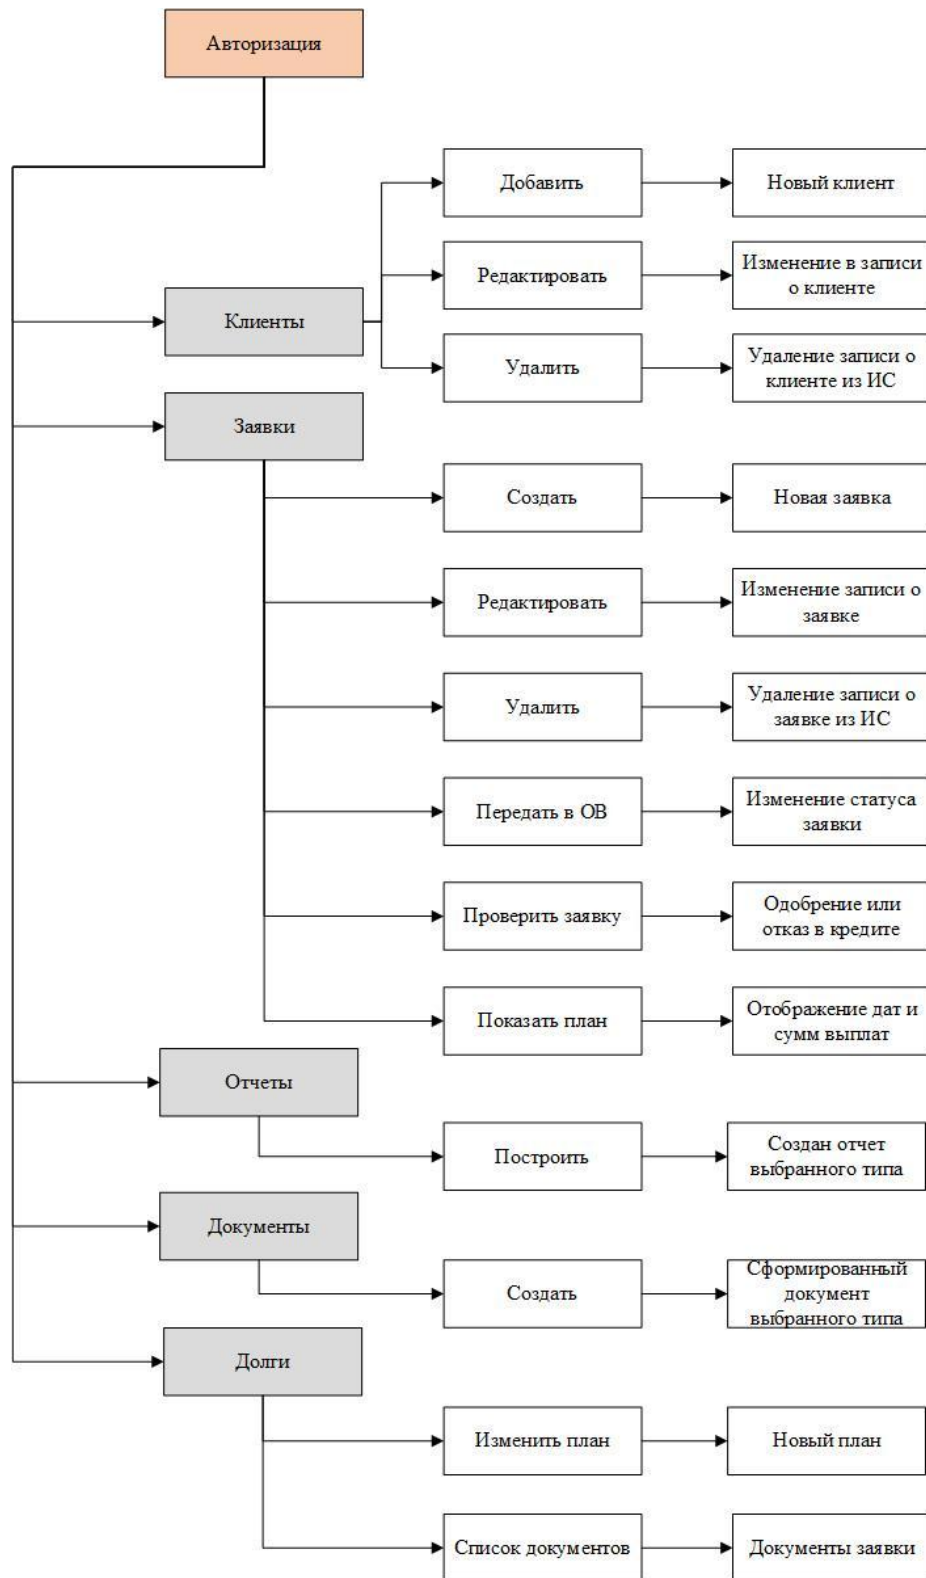 Авторизация
Добавить
Новый клиент
Редактировать
Изменение в записи
о клиенте
Клиенты
Удалить
Удаление записи о
клиенте из ИС
Заявки
Создать
Новая заявка
Редактировать
Изменение записи о
заявке
Удалить
Удаление записи о
заявке из ИС
Передать в ОВ
Изменение статуса
заявки
Проверить заявку
Одобрение или
отказ в кредите
Показать план
Отображение дат и
сумм выплат
Отчеты
Построить
Создан отчет
выбранного типа
Документы
Создать
Сформированный
документ
выбранного типа
Долги
Изменить план
Новый план
Список документов
Документы заявки